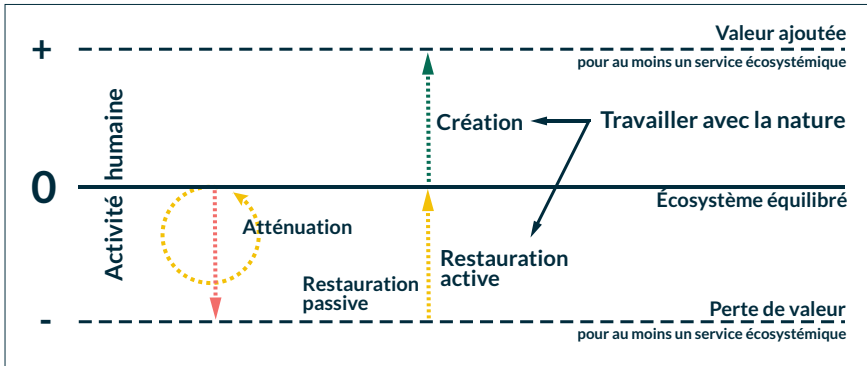 +
Valeur ajoutée
pour au moins un service écosystémique
Création
Travailler avec la nature
Activité humaine
0
Écosystème équilibré
Atténuation
Restauration
passive
Restauration
active
-
Perte de valeur
pour au moins un service écosystémique